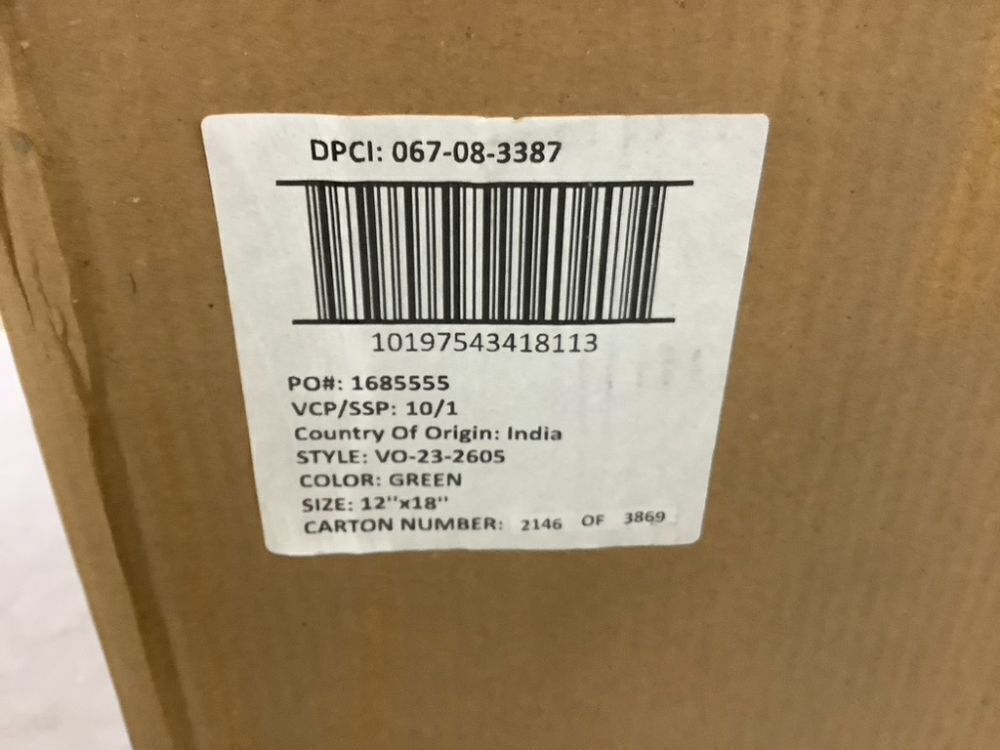 DPCI: 067-08-3387
10197543418113
PO#: 1685555
VCP/SSP: 10/1
Country Of Origin: India
STYLE: VO-23-2605
COLOR: GREEN
SIZE: 12"x18"
CARTON NUMBER: 2146 OF 3869